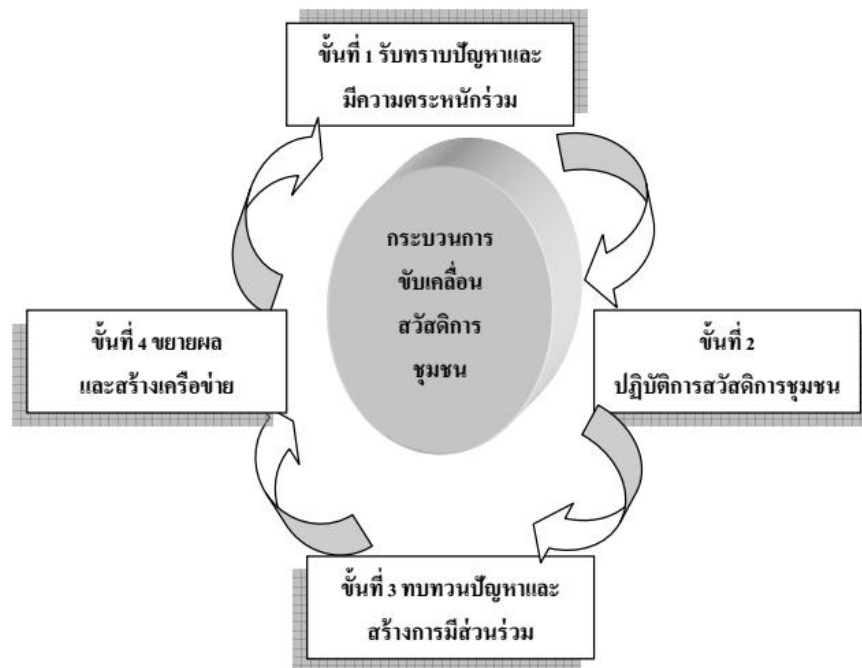 ขั้นที่ 1 รับทราบปัญหาและ
มีความตระหนักร่วม
กระบวนการ
ขับเคลื่อน
สวัสดิการ
ชุมชน
ขั้นที่ 2
ปฏิบัติการสวัสดิการชุมชน
ขั้นที่ 3 ทบทวนปัญหาและ
สร้างการมีส่วนร่วม
ขั้นที่ 4 ขยายผล
และสร้างเครือข่าย